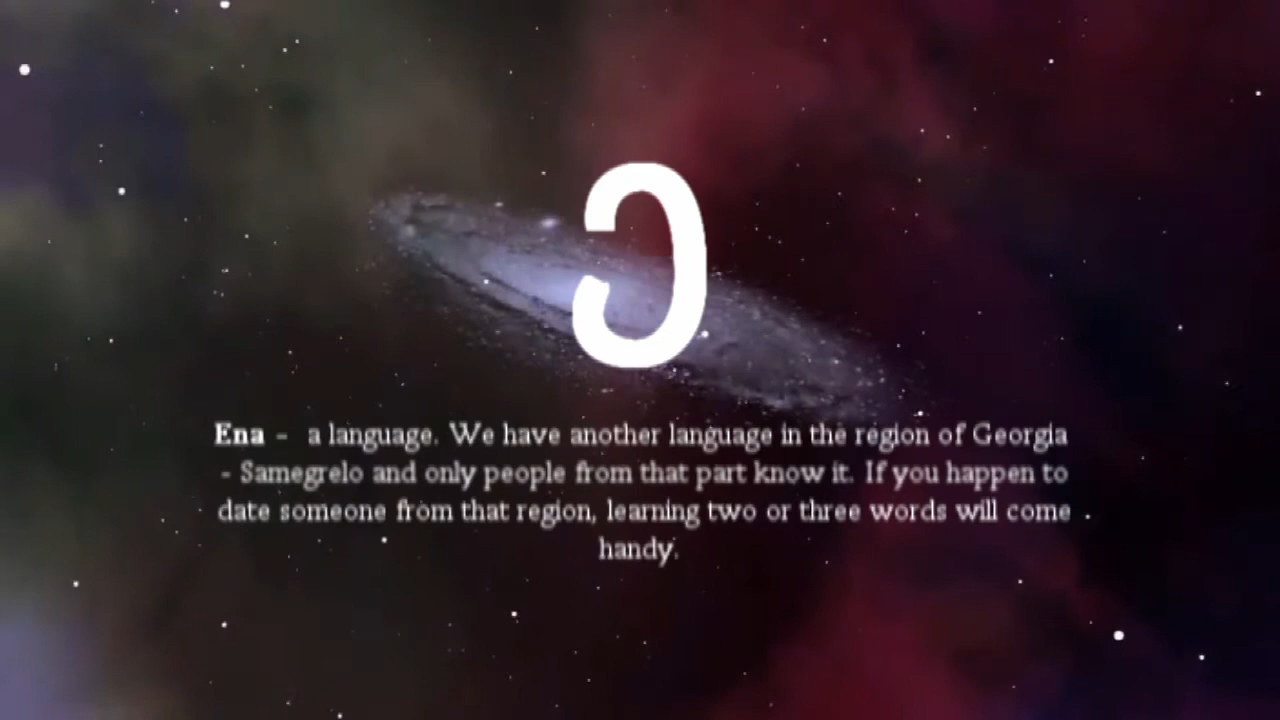 ე
Ena - a language. We have another language in the region of Georgia
- Samegrelo and only people from that part know it. If you happen to
date someone from that region, learning two or three words will come
handy.